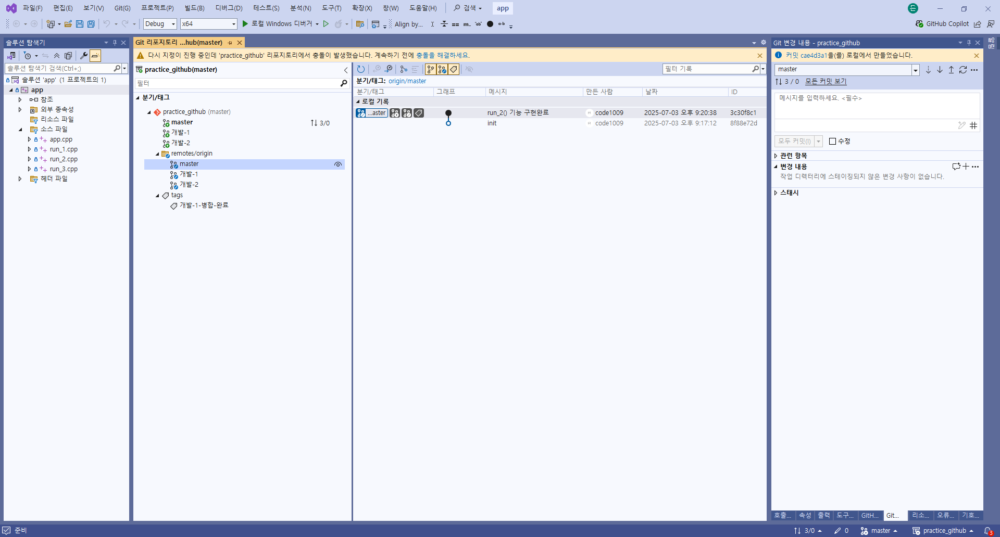 파일(F) 편집(E) 보기(V) Git(G) 프로젝트(P) 빌드(B) 디버그(D) 테스트(S) 분석(N) 도구(T) 확장(X) 창(W) 도움말(H) 검색 app
Debug x64 로컬 Windows 디버거 Align by... GitHub Copilot
솔루션 탐색기
솔루션 탐색기 검색(Ctrl+;)
솔루션 'app' (1 프로젝트의 1)
app
참조
외부 종속성
리소스 파일
소스 파일
app.cpp
run_1.cpp
run_2.cpp
run_3.cpp
헤더 파일
Git 리포지토리 ...hub(master)
다시 지정이 진행 중인데 'practice_github' 리포지토리에서 충돌이 발생했습니다. 계속하기 전에 충돌을 해결하세요.
practice_github(master)
필터
분기/태그
practice_github (master)
master 3/0
개발-1
개발-2
remotes/origin
master
개발-1
개발-2
tags
개발-1-병합-완료
필터 기록
분기/태그: origin/master
분기/태그 그래프 메시지 만든 사람 날짜 ID
로컬 기록
...aster run_2() 기능 구현완료 code1009 2025-07-03 오후 9:20:38 3c30f8c1
init code1009 2025-07-03 오후 9:17:12 8f88e72d
Git 변경 내용 - practice_github
커밋 cae4d3a1을(를) 로컬에서 만들었습니다.
master
3 / 0 모든 커밋 보기
메시지를 입력하세요. <필수>
모두 커밋(I) 수정
관련 항목
변경 내용
작업 디렉터리에 스테이징되지 않은 변경 사항이 없습니다.
스태시
호출... 속성 출력 도구... GitH... Git... 리소... 오류... 기호...
알림
준비 3/0 0 master practice_github 3